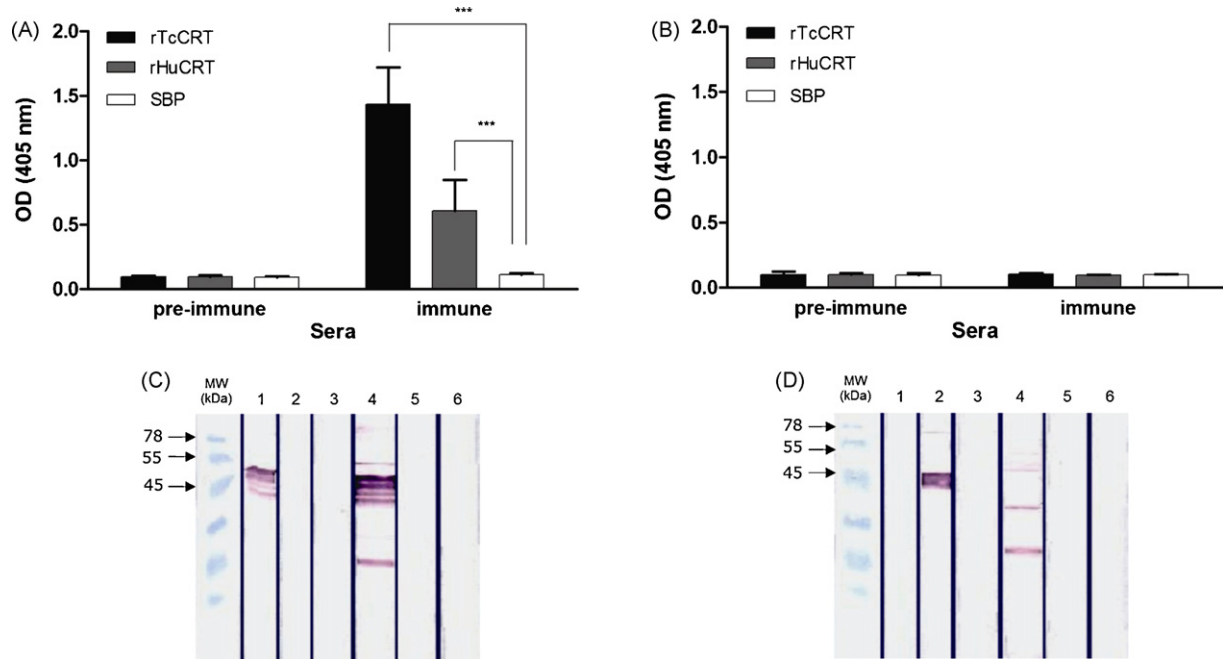 (A)
2.0
1.5
1.0
0.5
0.0
OD (405 nm)
rTcCRT
rHuCRT
SBP
***
***
pre-immune immune
Sera
(B)
2.0
1.5
1.0
0.5
0.0
OD (405 nm)
rTcCRT
rHuCRT
SBP
pre-immune immune
Sera
(C)
MW
(kDa) 1 2 3 4 5 6
78
55
45
(D)
MW
(kDa) 1 2 3 4 5 6
78
55
45